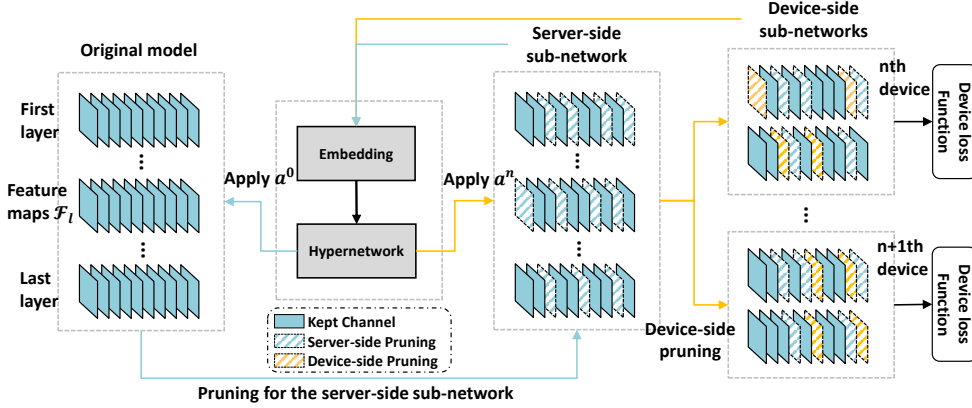 Original model
First
layer
Feature
maps 𝓕_l
Last
layer
Embedding
Hypernetwork
Apply a⁰
Apply aⁿ
Server-side
sub-network
Device-side
sub-networks
nth
device
Device loss
Function
...
n+1th
device
Device loss
Function
Device-side
pruning
Kept Channel
Server-side Pruning
Device-side Pruning
Pruning for the server-side sub-network